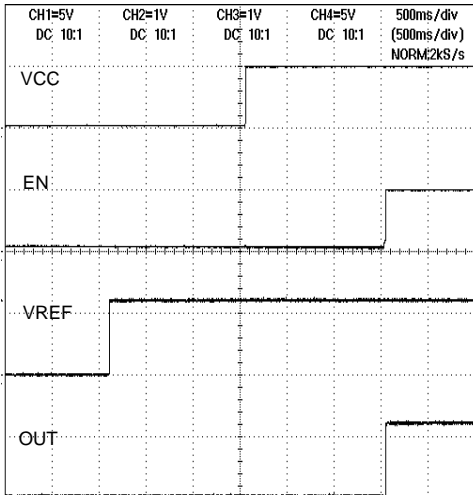 CH1=5V CH2=1V CH3=1V CH4=5V 500ms/div
DC 10:1 DC 10:1 DC 10:1 DC 10:1 (500ms/div)
NORM:2kS/s
VCC
EN
VREF
OUT